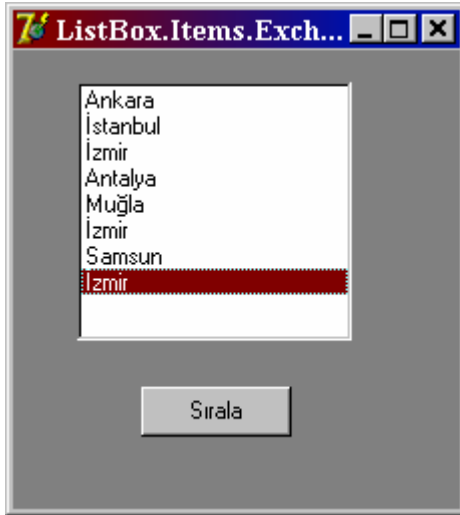 ListBox.Items.Exch...
Ankara
İstanbul
İzmir
Antalya
Muğla
İzmir
Samsun
İzmir
Sırala